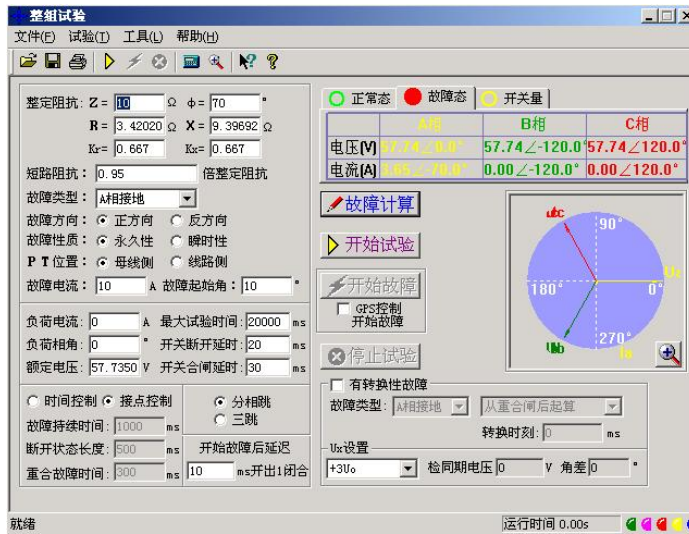 整组试验
文件(F) 试验(T) 工具(L) 帮助(H)
整定阻抗: Z= 10 Ω ϕ= 70 °
R= 3.42020 Ω X= 9.39692 Ω
Kr= 0.667 Kx= 0.667
短路阻抗: 0.95 倍整定阻抗
故障类型: A相接地
故障方向: 正方向 反方向
故障性质: 永久性 瞬时性
PT位置: 母线侧 线路侧
故障电流: 10 A 故障起始角: 10 °
负荷电流: 0 A 最大试验时间: 20000 ms
负荷相角: 0 ° 开关断开延时: 20 ms
额定电压: 57.7350 V 开关合闸延时: 30 ms
时间控制 接点控制
故障持续时间: 1000 ms
断开状态长度: 500 ms
重合故障时间: 300 ms
分相跳
三跳
开始故障后延迟
10 ms开出1闭合
正常态 故障态 开关量
A相 B相 C相
电压(V) 57.74∠0.0° 57.74∠-120.0° 57.74∠120.0°
电流(A) 3.65∠-70.0° 0.00∠-120.0° 0.00∠120.0°
故障计算
开始试验
开始故障
GPS控制
开始故障
停止试验
90°
180°
0°
270°
Ia
有转换性故障
故障类型: A相接地 从重合闸后起算
转换时刻: 0 ms
Ux设置
+3Uo 检同期电压 0 V 角差 0 °
就绪
运行时间 0.00s